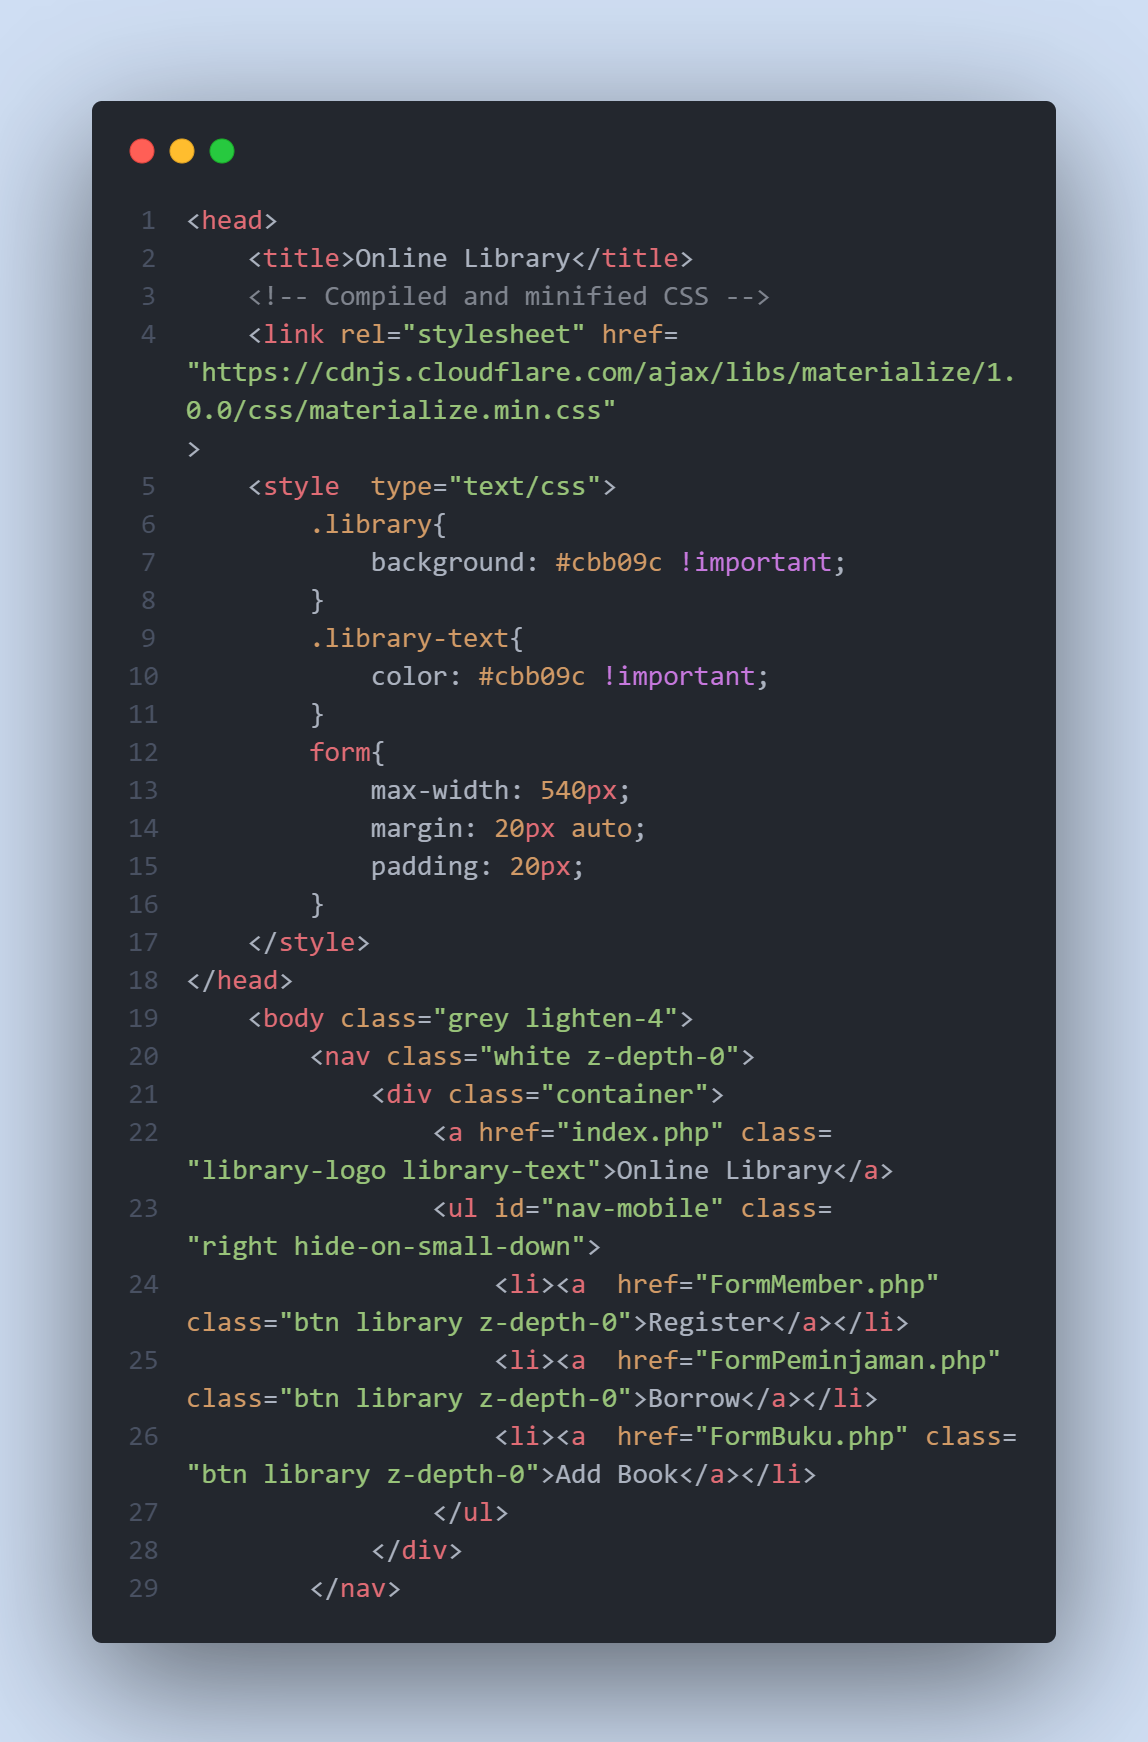 1 <head>
2     <title>Online Library</title>
3     <!-- Compiled and minified CSS -->
4     <link rel="stylesheet" href=
"https://cdnjs.cloudflare.com/ajax/libs/materialize/1.
0.0/css/materialize.min.css"
>
5     <style  type="text/css">
6         .library{
7             background: #cbb09c !important;
8         }
9         .library-text{
10             color: #cbb09c !important;
11         }
12         form{
13             max-width: 540px;
14             margin: 20px auto;
15             padding: 20px;
16         }
17     </style>
18 </head>
19     <body class="grey lighten-4">
20         <nav class="white z-depth-0">
21             <div class="container">
22                 <a href="index.php" class=
"library-logo library-text">Online Library</a>
23                 <ul id="nav-mobile" class=
"right hide-on-small-down">
24                     <li><a  href="FormMember.php"
class="btn library z-depth-0">Register</a></li>
25                     <li><a  href="FormPeminjaman.php"
class="btn library z-depth-0">Borrow</a></li>
26                     <li><a  href="FormBuku.php" class=
"btn library z-depth-0">Add Book</a></li>
27                 </ul>
28             </div>
29         </nav>